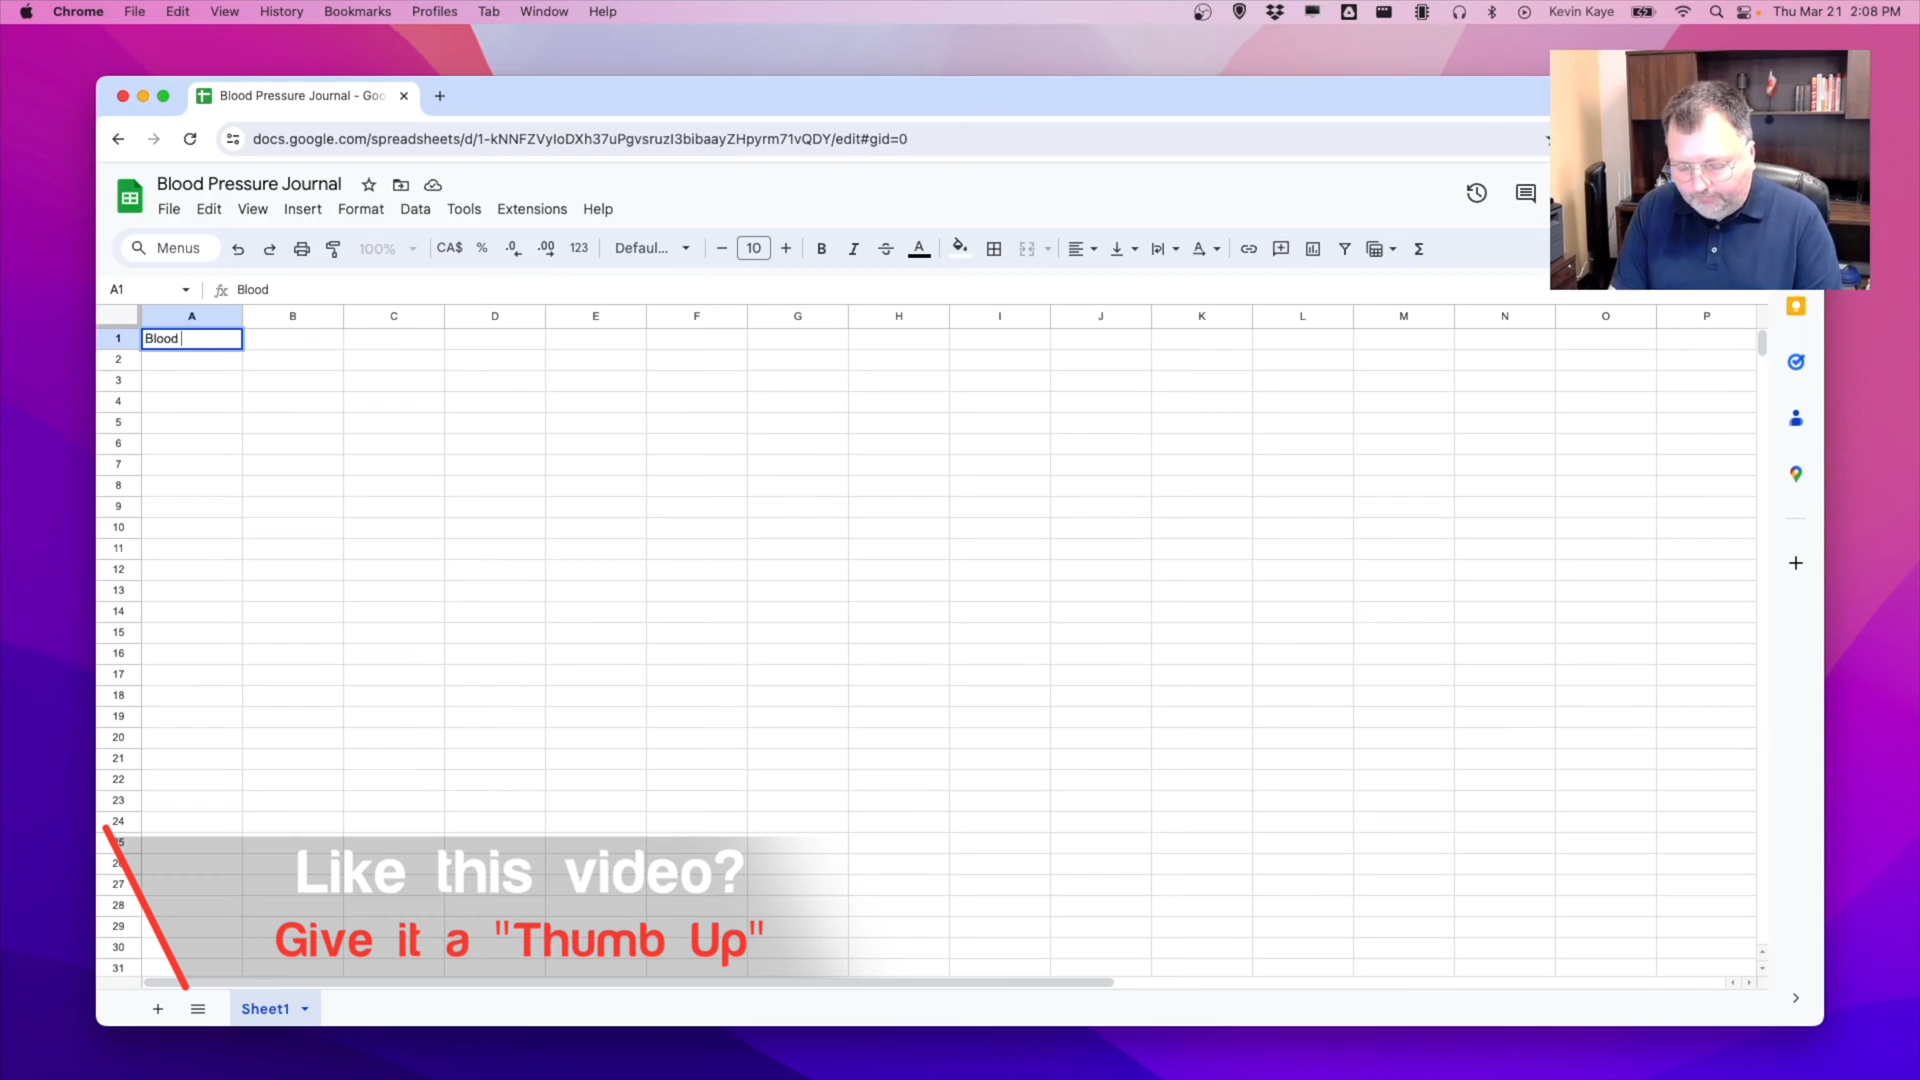 Chrome File Edit View History Bookmarks Profiles Tab Window Help Kevin Kaye Thu Mar 21 2:08 PM
Blood Pressure Journal - Goo
docs.google.com/spreadsheets/d/1-kNNFZVyIoDXh37uPgvsruzI3bibaayZHpyrm71vQDY/edit#gid=0
Blood Pressure Journal
File Edit View Insert Format Data Tools Extensions Help
Menus 100% CA$ % .0 .00 123 Defaul... 10 B I S A Σ
A1 fx Blood
A B C D E F G H I J K L M N O P
1 Blood
2
3
4
5
6
7
8
9
10
11
12
13
14
15
16
17
18
19
20
21
22
23
24
25
26
27
28
29
30
31
Like this video?
Give it a "Thumb Up"
Sheet1